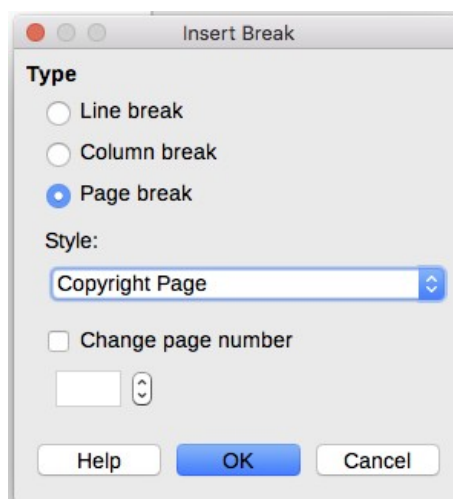 Insert Break
Type
Line break
Column break
Page break
Style:
Copyright Page
Change page number
Help OK Cancel